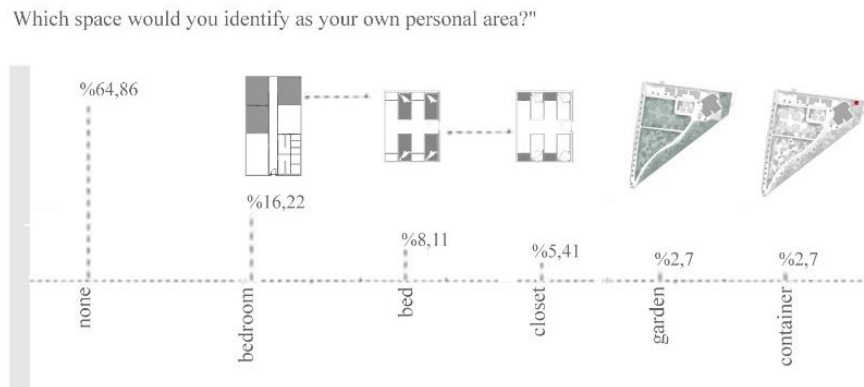 Which space would you identify as your own personal area?"
%64,86
%16,22
%8,11
%5,41
%2,7
%2,7
none
bedroom
bed
closet
garden
container